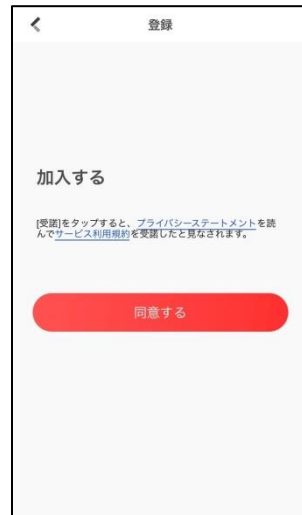 登録
加入する
[受諾]をタップすると、プライバシーステートメントを読
んでサービス利用規約を受諾したと見なされます。
同意する